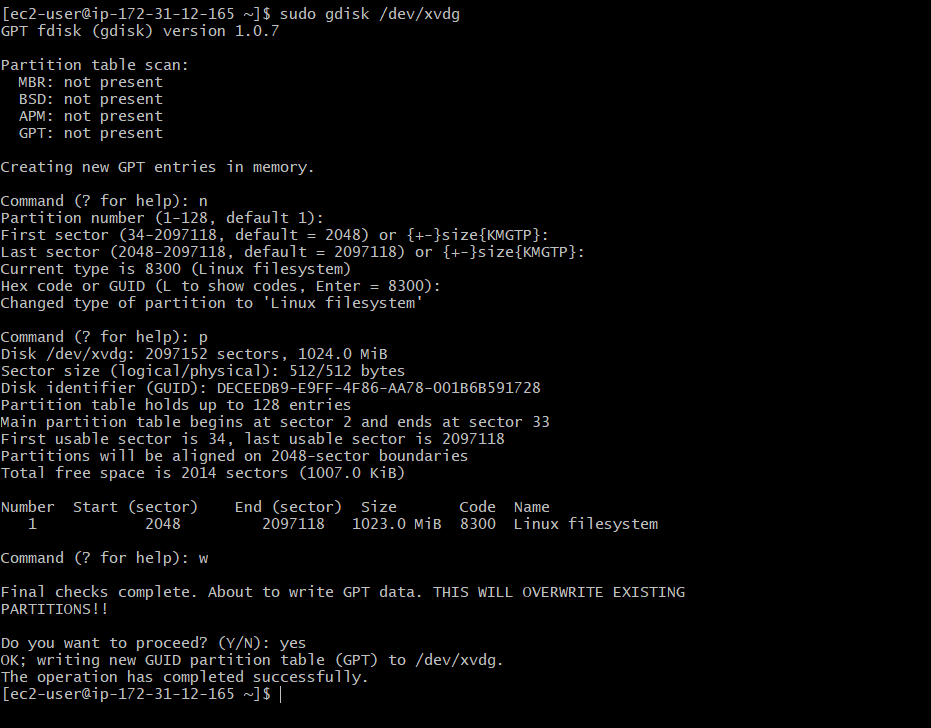 [ec2-user@ip-172-31-12-165 ~]$ sudo gdisk /dev/xvdg
GPT fdisk (gdisk) version 1.0.7
Partition table scan:
  MBR: not present
  BSD: not present
  APM: not present
  GPT: not present
Creating new GPT entries in memory.
Command (? for help): n
Partition number (1-128, default 1):
First sector (34-2097118, default = 2048) or {+-}size{KMGTP}:
Last sector (2048-2097118, default = 2097118) or {+-}size{KMGTP}:
Current type is 8300 (Linux filesystem)
Hex code or GUID (L to show codes, Enter = 8300):
Changed type of partition to 'Linux filesystem'
Command (? for help): p
Disk /dev/xvdg: 2097152 sectors, 1024.0 MiB
Sector size (logical/physical): 512/512 bytes
Disk identifier (GUID): DECEEDB9-E9FF-4F86-AA78-001B6B591728
Partition table holds up to 128 entries
Main partition table begins at sector 2 and ends at sector 33
First usable sector is 34, last usable sector is 2097118
Partitions will be aligned on 2048-sector boundaries
Total free space is 2014 sectors (1007.0 KiB)
Number  Start (sector)    End (sector)  Size       Code  Name
   1            2048         2097118   1023.0 MiB  8300  Linux filesystem
Command (? for help): w
Final checks complete. About to write GPT data. THIS WILL OVERWRITE EXISTING
PARTITIONS!!
Do you want to proceed? (Y/N): yes
OK; writing new GUID partition table (GPT) to /dev/xvdg.
The operation has completed successfully.
[ec2-user@ip-172-31-12-165 ~]$